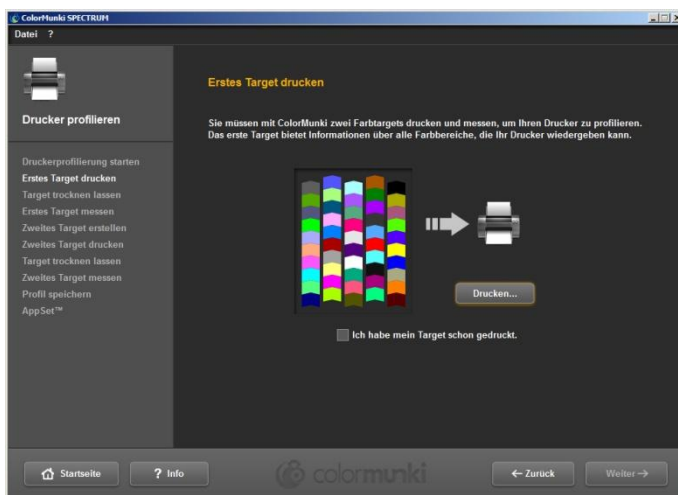 ColorMunki SPECTRUM
Datei ?
Drucker profilieren
Druckerprofilierung starten
Erstes Target drucken
Target trocknen lassen
Erstes Target messen
Zweites Target erstellen
Zweites Target drucken
Target trocknen lassen
Zweites Target messen
Profil speichern
AppSet™
Erstes Target drucken
Sie müssen mit ColorMunki zwei Farbtargets drucken und messen, um Ihren Drucker zu profilieren.
Das erste Target bietet Informationen über alle Farbbereiche, die Ihr Drucker wiedergeben kann.
Drucken...
Ich habe mein Target schon gedruckt.
Startseite
? Info
colormunki
← Zurück
Weiter →